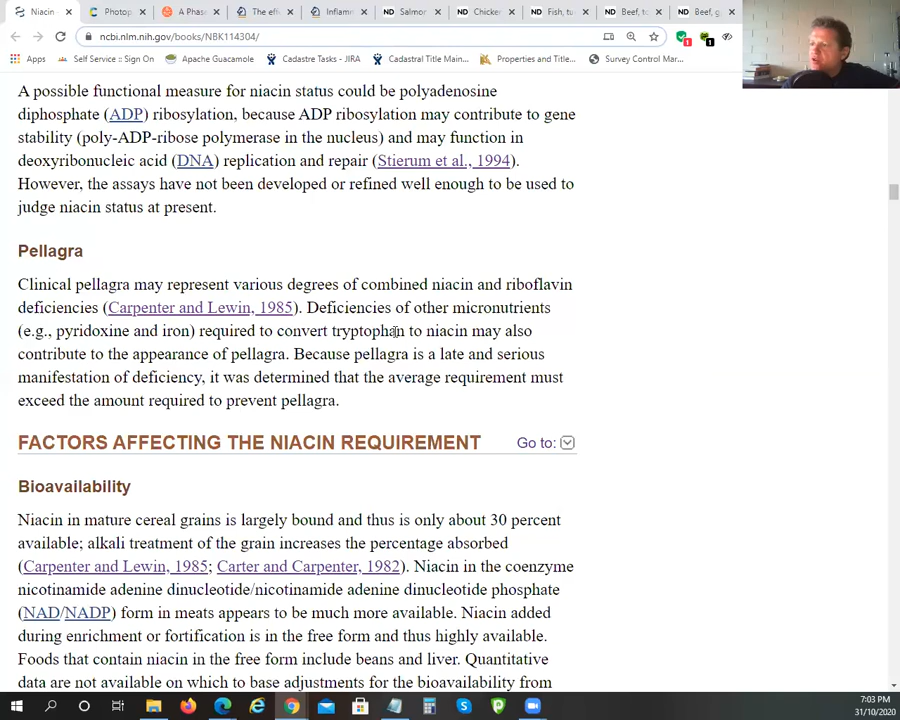 Niacin
Photop
A Phase
The eff
Inflamm
Salmor
Chicken
Fish, tu
Beef, to
Beef, g
ncbi.nlm.nih.gov/books/NBK114304/
Apps
Self Service :: Sign On
Apache Guacamole
Cadastre Tasks - JIRA
Cadastral Title Main...
Properties and Title...
Survey Control Mar...
A possible functional measure for niacin status could be polyadenosine
diphosphate (ADP) ribosylation, because ADP ribosylation may contribute to gene
stability (poly-ADP-ribose polymerase in the nucleus) and may function in
deoxyribonucleic acid (DNA) replication and repair (Stierum et al., 1994).
However, the assays have not been developed or refined well enough to be used to
judge niacin status at present.
Pellagra
Clinical pellagra may represent various degrees of combined niacin and riboflavin
deficiencies (Carpenter and Lewin, 1985). Deficiencies of other micronutrients
(e.g., pyridoxine and iron) required to convert tryptophan to niacin may also
contribute to the appearance of pellagra. Because pellagra is a late and serious
manifestation of deficiency, it was determined that the average requirement must
exceed the amount required to prevent pellagra.
FACTORS AFFECTING THE NIACIN REQUIREMENT
Go to:
Bioavailability
Niacin in mature cereal grains is largely bound and thus is only about 30 percent
available; alkali treatment of the grain increases the percentage absorbed
(Carpenter and Lewin, 1985; Carter and Carpenter, 1982). Niacin in the coenzyme
nicotinamide adenine dinucleotide/nicotinamide adenine dinucleotide phosphate
(NAD/NADP) form in meats appears to be much more available. Niacin added
during enrichment or fortification is in the free form and thus highly available.
Foods that contain niacin in the free form include beans and liver. Quantitative
data are not available on which to base adjustments for the bioavailability from
7:03 PM
31/10/2020